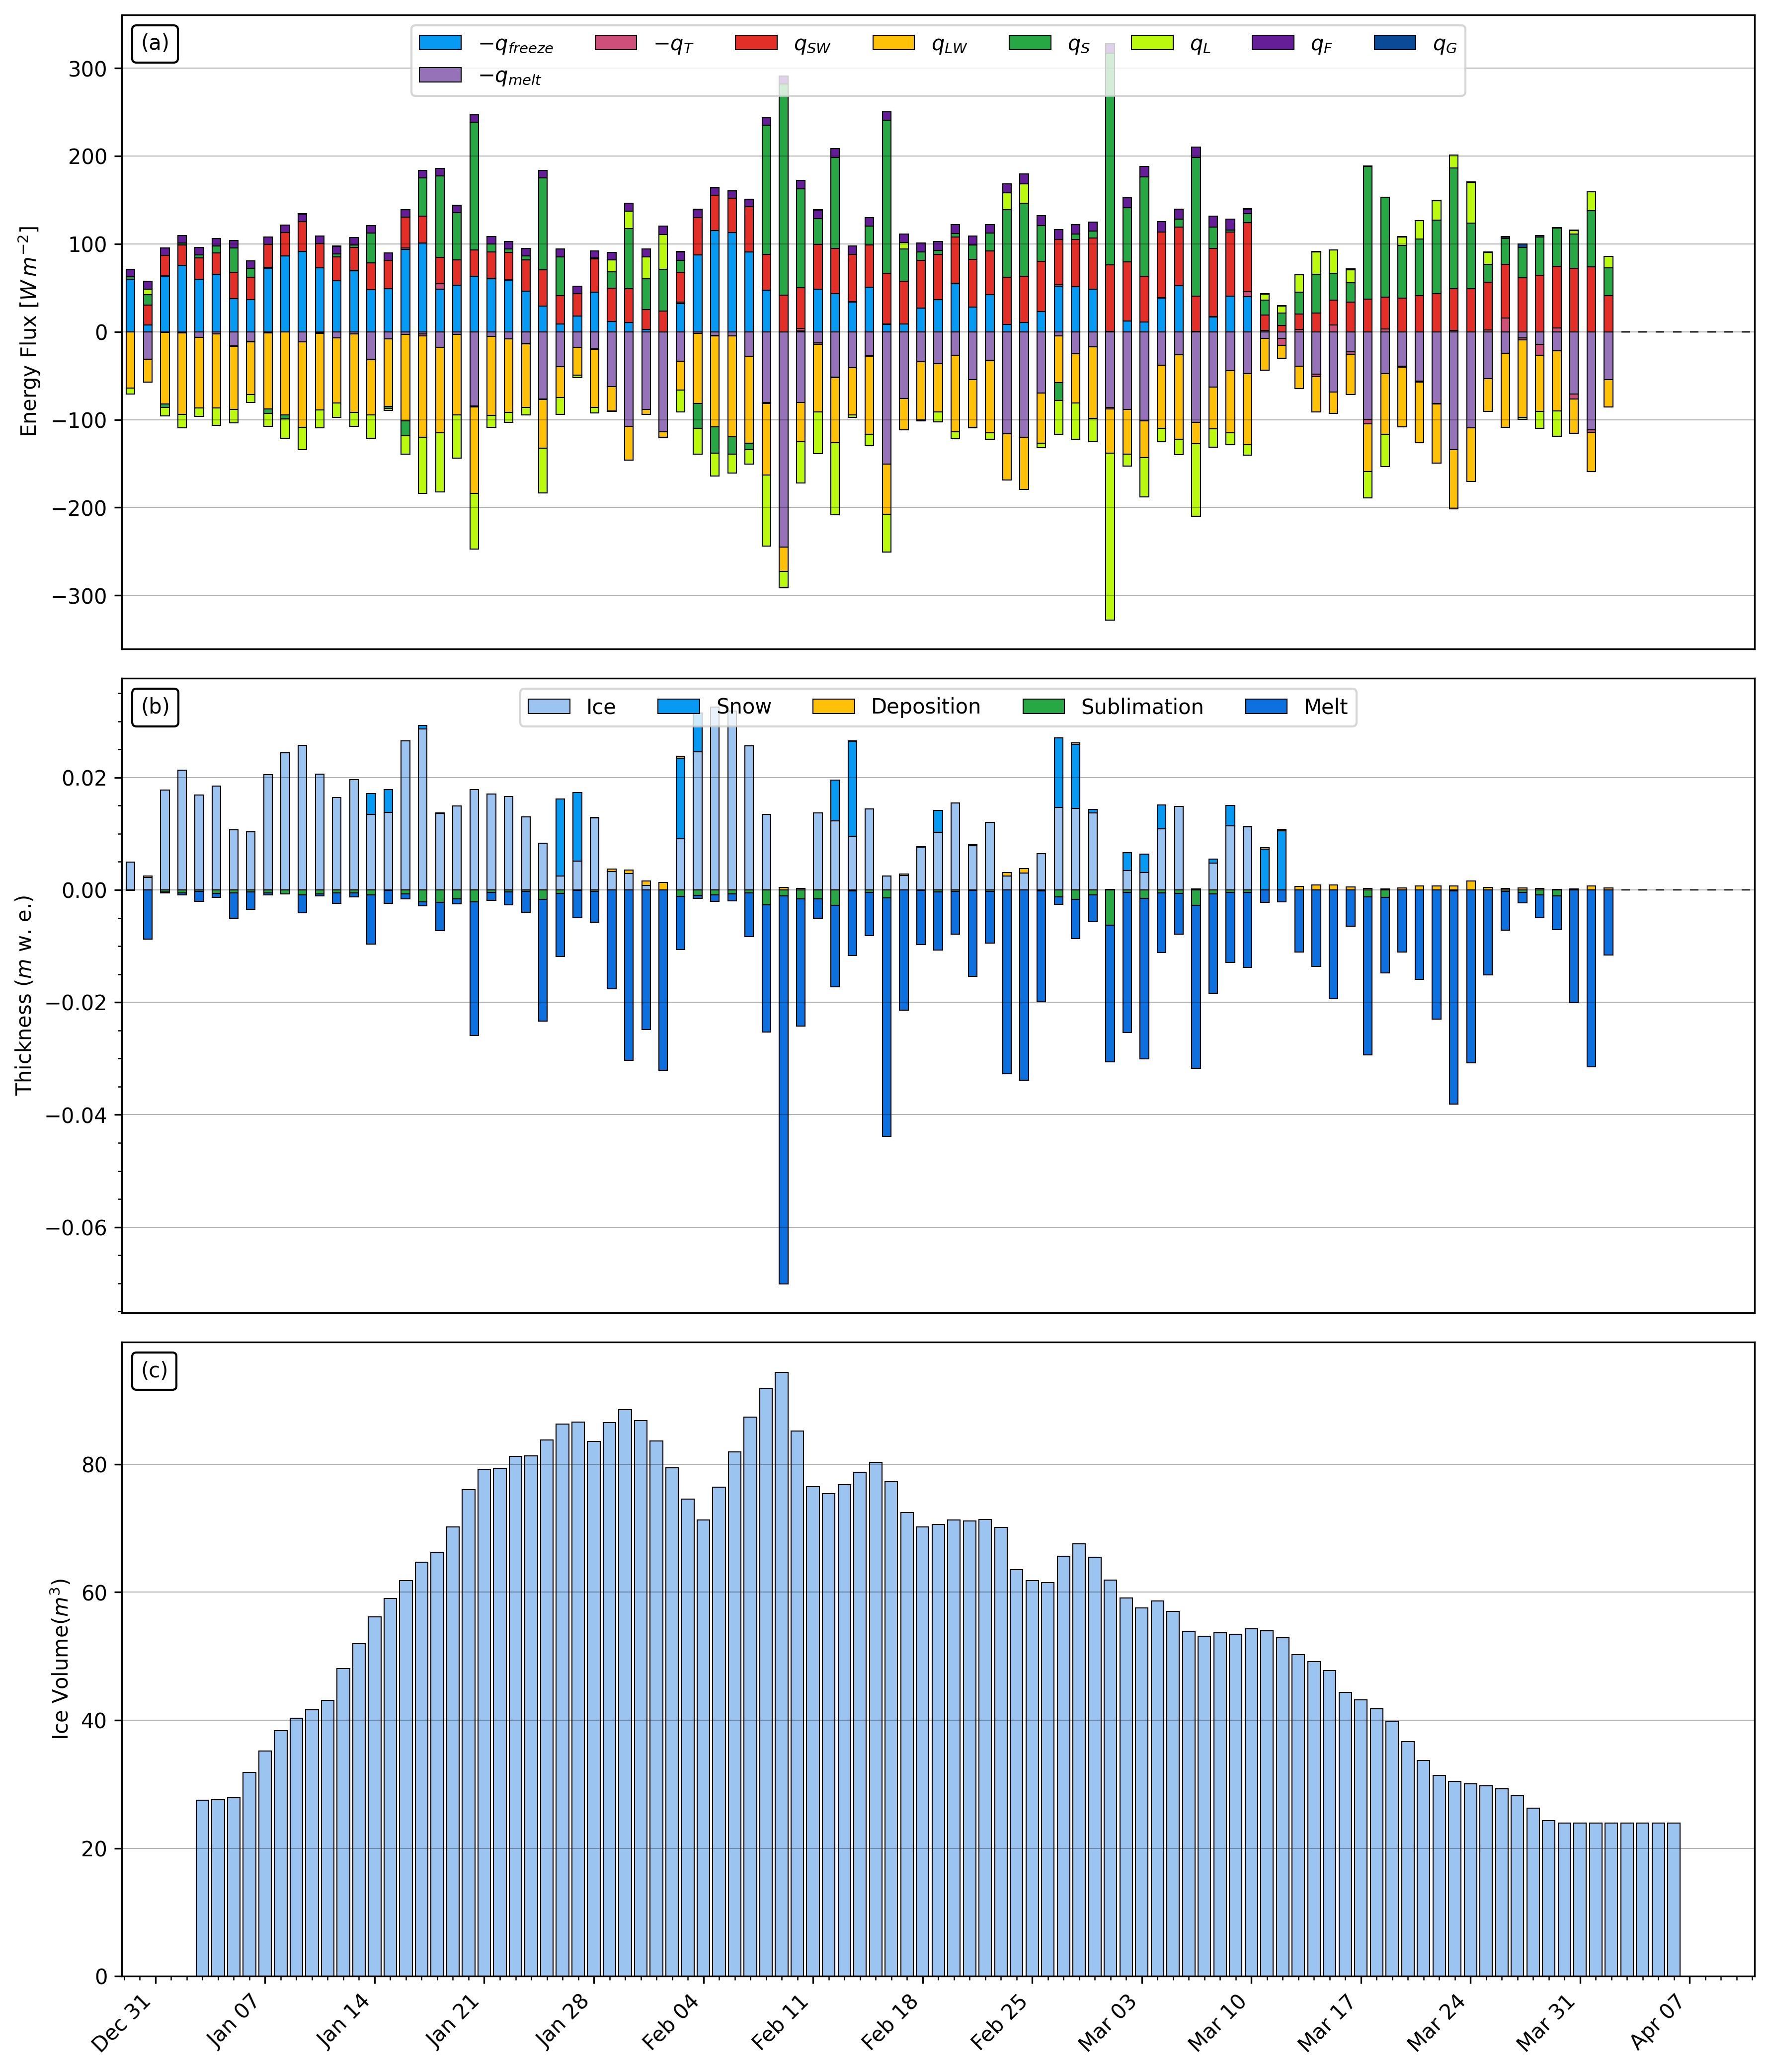 (a)
−q_freeze −q_T q_SW q_LW q_S q_L q_F q_G
−q_melt
Energy Flux [W m⁻²]
300
200
100
0
−100
−200
−300
(b)
Ice Snow Deposition Sublimation Melt
Thickness (m w. e.)
0.02
0.00
−0.02
−0.04
−0.06
(c)
Ice Volume(m³)
80
60
40
20
0
Dec 31 Jan 07 Jan 14 Jan 21 Jan 28 Feb 04 Feb 11 Feb 18 Feb 25 Mar 03 Mar 10 Mar 17 Mar 24 Mar 31 Apr 07